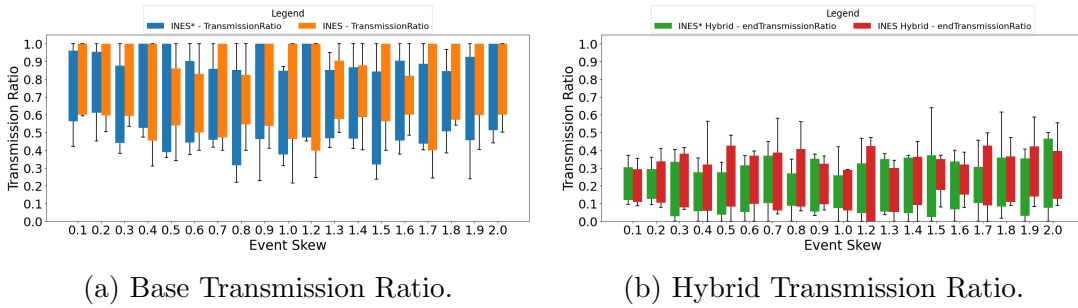 Legend
INES* - TransmissionRatio
INES - TransmissionRatio
Transmission Ratio
1.0
0.9
0.8
0.7
0.6
0.5
0.4
0.3
0.2
0.1
0.0
0.1 0.2 0.3 0.4 0.5 0.6 0.7 0.8 0.9 1.0 1.2 1.3 1.4 1.5 1.6 1.7 1.8 1.9 2.0
Event Skew
(a) Base Transmission Ratio.
Legend
INES* Hybrid - endTransmissionRatio
INES Hybrid - endTransmissionRatio
Transmission Ratio
1.0
0.9
0.8
0.7
0.6
0.5
0.4
0.3
0.2
0.1
0.0
0.1 0.2 0.3 0.4 0.5 0.6 0.7 0.8 0.9 1.0 1.2 1.3 1.4 1.5 1.6 1.7 1.8 1.9 2.0
Event Skew
(b) Hybrid Transmission Ratio.